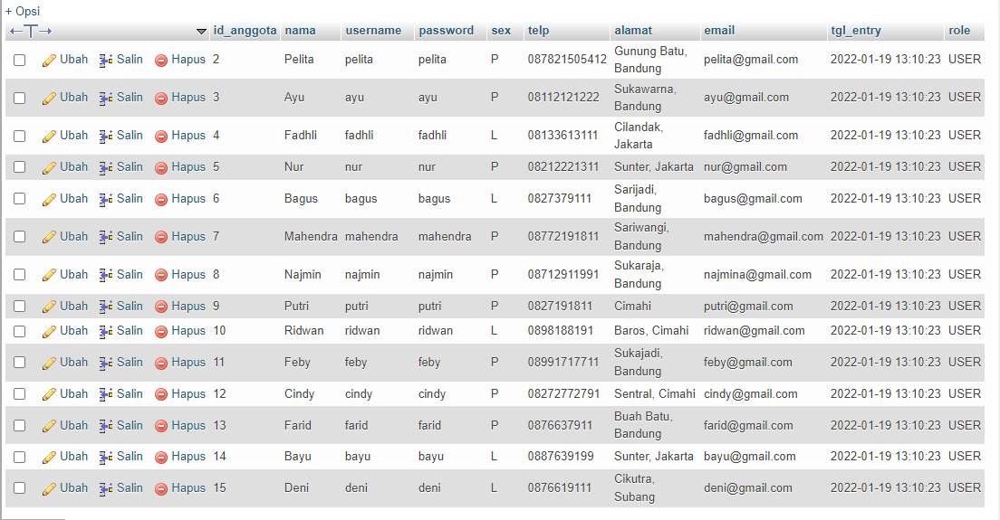 + Opsi
id_anggota nama username password sex telp alamat email tgl_entry role
Ubah Salin Hapus 2 Pelita pelita pelita P 087821505412 Gunung Batu, Bandung pelita@gmail.com 2022-01-19 13:10:23 USER
Ubah Salin Hapus 3 Ayu ayu ayu P 08112121222 Sukawarna, Bandung ayu@gmail.com 2022-01-19 13:10:23 USER
Ubah Salin Hapus 4 Fadhli fadhli fadhli L 08133613111 Cilandak, Jakarta fadhli@gmail.com 2022-01-19 13:10:23 USER
Ubah Salin Hapus 5 Nur nur nur P 08212221311 Sunter, Jakarta nur@gmail.com 2022-01-19 13:10:23 USER
Ubah Salin Hapus 6 Bagus bagus bagus L 0827379111 Sarijadi, Bandung bagus@gmail.com 2022-01-19 13:10:23 USER
Ubah Salin Hapus 7 Mahendra mahendra mahendra P 08772191811 Sariwangi, Bandung mahendra@gmail.com 2022-01-19 13:10:23 USER
Ubah Salin Hapus 8 Najmin najmin najmin P 08712911991 Sukaraja, Bandung najmina@gmail.com 2022-01-19 13:10:23 USER
Ubah Salin Hapus 9 Putri putri putri P 0827191811 Cimahi putri@gmail.com 2022-01-19 13:10:23 USER
Ubah Salin Hapus 10 Ridwan ridwan ridwan L 0898188191 Baros, Cimahi ridwan@gmail.com 2022-01-19 13:10:23 USER
Ubah Salin Hapus 11 Feby feby feby P 08991717711 Sukajadi, Bandung feby@gmail.com 2022-01-19 13:10:23 USER
Ubah Salin Hapus 12 Cindy cindy cindy P 08272772791 Sentral, Cimahi cindy@gmail.com 2022-01-19 13:10:23 USER
Ubah Salin Hapus 13 Farid farid farid P 0876637911 Buah Batu, Bandung farid@gmail.com 2022-01-19 13:10:23 USER
Ubah Salin Hapus 14 Bayu bayu bayu L 0887639199 Sunter, Jakarta bayu@gmail.com 2022-01-19 13:10:23 USER
Ubah Salin Hapus 15 Deni deni deni L 0876619111 Cikutra, Subang deni@gmail.com 2022-01-19 13:10:23 USER